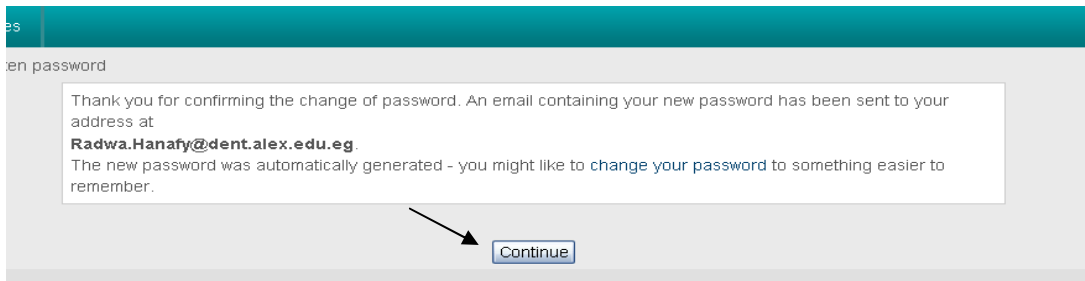 es
ten password
Thank you for confirming the change of password. An email containing your new password has been sent to your
address at
Radwa.Hanafy@dent.alex.edu.eg.
The new password was automatically generated - you might like to change your password to something easier to
remember.
Continue